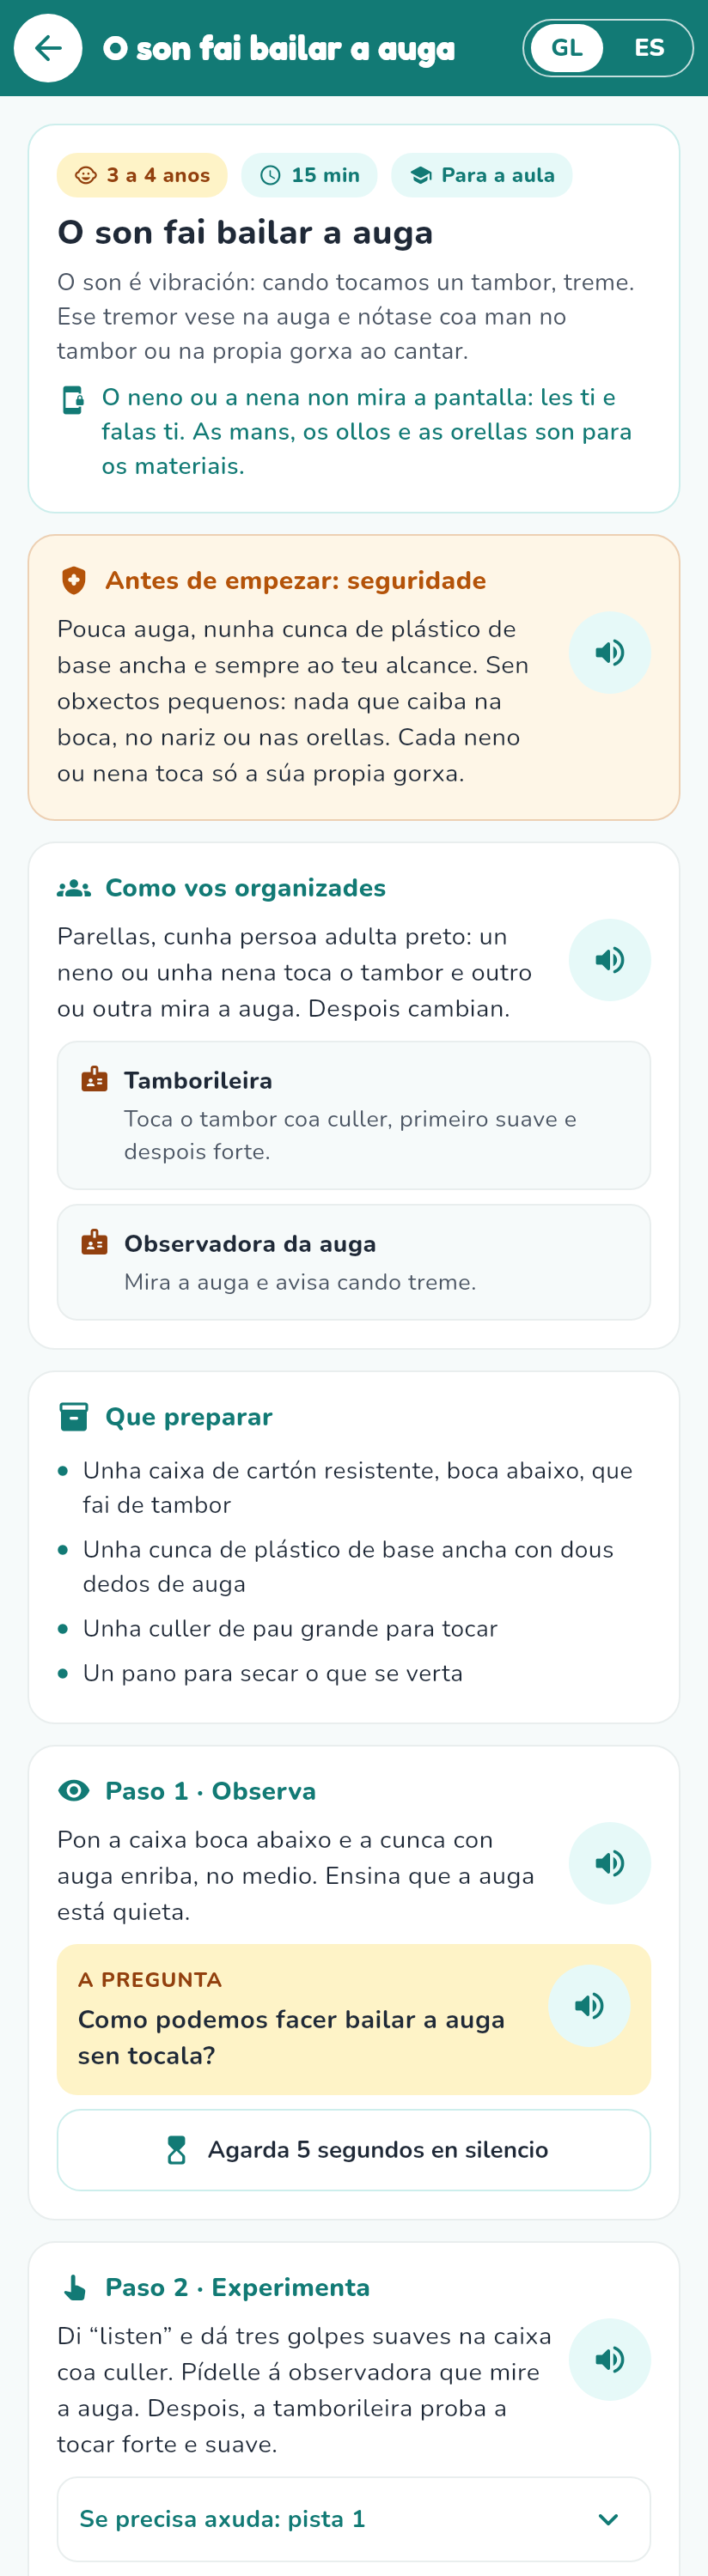 O son fai bailar a auga
GL
ES
3 a 4 anos
15 min
Para a aula
O son fai bailar a auga
O son é vibración: cando tocamos un tambor, treme.
Ese tremor vese na auga e nótase coa man no
tambor ou na propia gorxa ao cantar.
O neno ou a nena non mira a pantalla: les ti e
falas ti. As mans, os ollos e as orellas son para
os materiais.
Antes de empezar: seguridade
Pouca auga, nunha cunca de plástico de
base ancha e sempre ao teu alcance. Sen
obxectos pequenos: nada que caiba na
boca, no nariz ou nas orellas. Cada neno
ou nena toca só a súa propia gorxa.
Como vos organizades
Parellas, cunha persoa adulta preto: un
neno ou unha nena toca o tambor e outro
ou outra mira a auga. Despois cambian.
Tamborileira
Toca o tambor coa culler, primeiro suave e
despois forte.
Observadora da auga
Mira a auga e avisa cando treme.
Que preparar
Unha caixa de cartón resistente, boca abaixo, que
fai de tambor
Unha cunca de plástico de base ancha con dous
dedos de auga
Unha culler de pau grande para tocar
Un pano para secar o que se verta
Paso 1 · Observa
Pon a caixa boca abaixo e a cunca con
auga enriba, no medio. Ensina que a auga
está quieta.
A PREGUNTA
Como podemos facer bailar a auga
sen tocala?
Agarda 5 segundos en silencio
Paso 2 · Experimenta
Di “listen” e dá tres golpes suaves na caixa
coa culler. Pídelle á observadora que mire
a auga. Despois, a tamborileira proba a
tocar forte e suave.
Se precisa axuda: pista 1